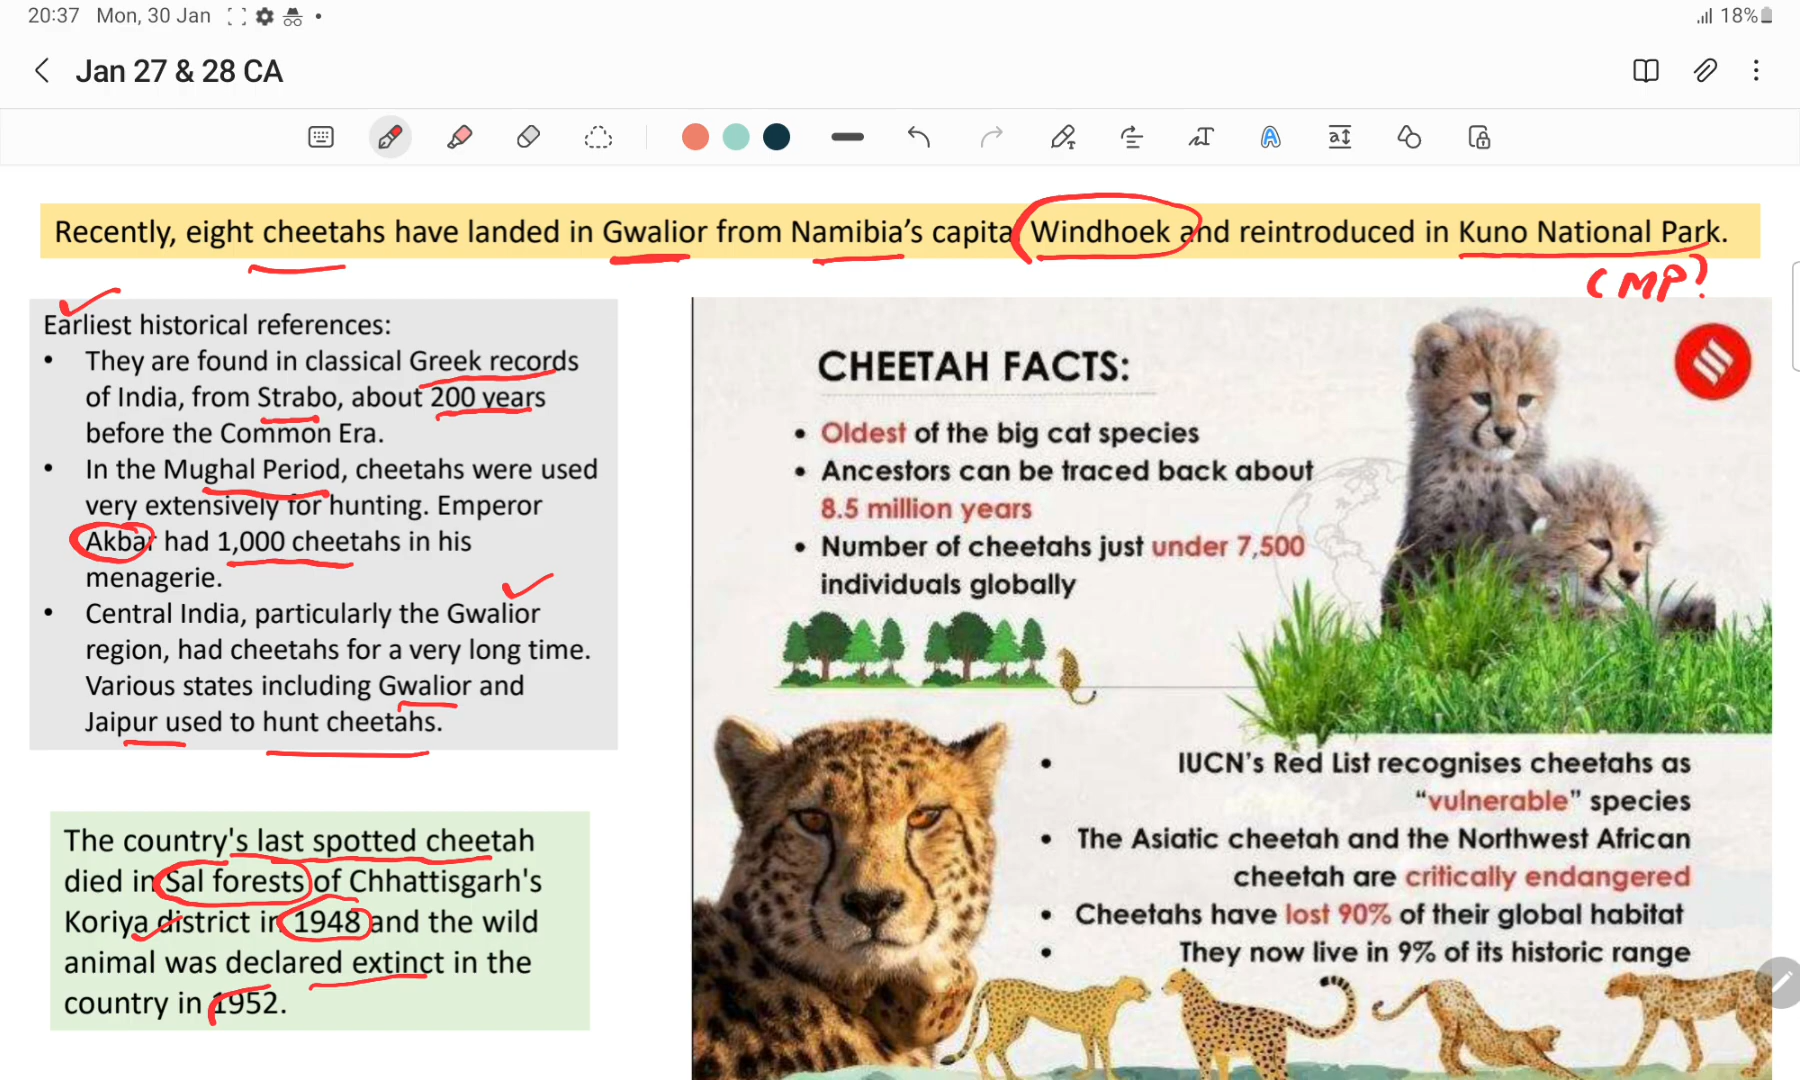 20:37 Mon, 30 Jan
18%
Jan 27 & 28 CA
Recently, eight cheetahs have landed in Gwalior from Namibia's capita Windhoek and reintroduced in Kuno National Park.
(MP)
Earliest historical references:
• They are found in classical Greek records
of India, from Strabo, about 200 years
before the Common Era.
• In the Mughal Period, cheetahs were used
very extensively for hunting. Emperor
Akbar had 1,000 cheetahs in his
menagerie.
• Central India, particularly the Gwalior
region, had cheetahs for a very long time.
Various states including Gwalior and
Jaipur used to hunt cheetahs.
The country's last spotted cheetah
died in Sal forests of Chhattisgarh's
Koriya district in 1948 and the wild
animal was declared extinct in the
country in 1952.
CHEETAH FACTS:
• Oldest of the big cat species
• Ancestors can be traced back about
8.5 million years
• Number of cheetahs just under 7,500
individuals globally
• IUCN's Red List recognises cheetahs as
"vulnerable" species
• The Asiatic cheetah and the Northwest African
cheetah are critically endangered
• Cheetahs have lost 90% of their global habitat
• They now live in 9% of its historic range